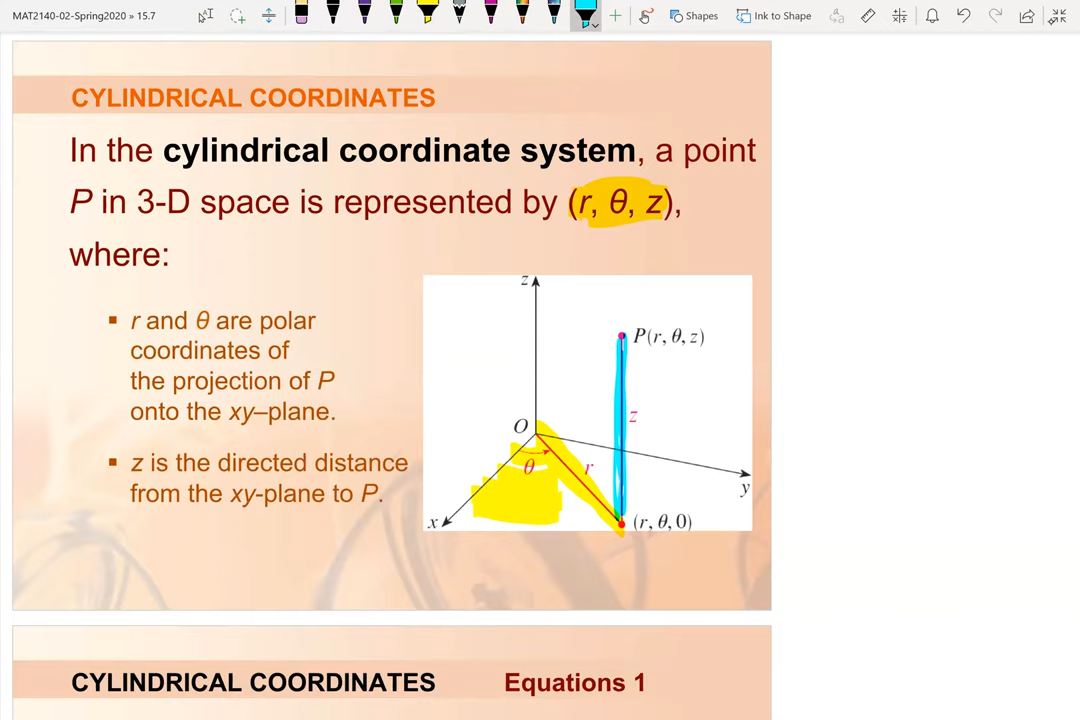 MAT2140-02-Spring2020 » 15.7
Shapes
Ink to Shape
CYLINDRICAL COORDINATES
In the cylindrical coordinate system, a point
P in 3-D space is represented by (r, θ, z),
where:
▪ r and θ are polar
coordinates of
the projection of P
onto the xy–plane.
▪ z is the directed distance
from the xy-plane to P.
z
P(r, θ, z)
z
O
θ
r
y
x
(r, θ, 0)
CYLINDRICAL COORDINATES Equations 1